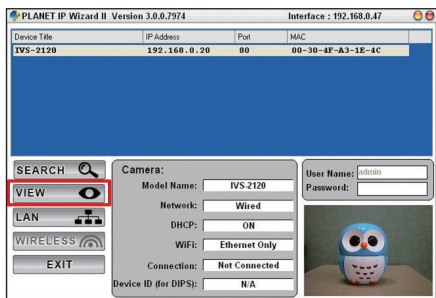 PLANET IP Wizard II Version 3.0.0.7974 Interface : 192.168.0.47
Device Title IP Address Port MAC
IVS-2120 192.168.0.20 80 00-30-4F-A3-1E-4C
SEARCH
VIEW
LAN
WIRELESS
EXIT
Camera:
Model Name: IVS-2120
Network: Wired
DHCP: ON
WiFi: Ethernet Only
Connection: Not Connected
Device ID (for DIPS): N/A
User Name: admin
Password: